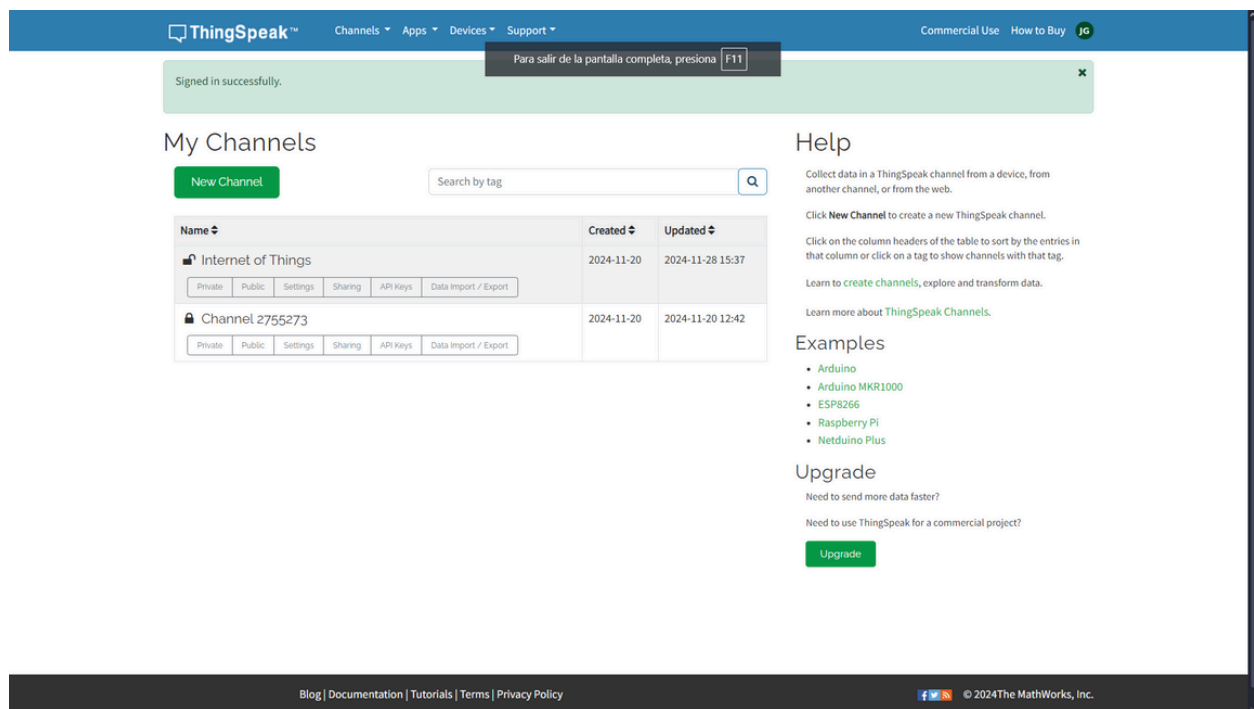 ThingSpeak™ Channels Apps Devices Support Commercial Use How to Buy JG
Para salir de la pantalla completa, presiona F11
Signed in successfully.
My Channels
New Channel
Search by tag
Name Created Updated
Internet of Things 2024-11-20 2024-11-28 15:37
Private Public Settings Sharing API Keys Data Import / Export
Channel 2755273 2024-11-20 2024-11-20 12:42
Private Public Settings Sharing API Keys Data Import / Export
Help
Collect data in a ThingSpeak channel from a device, from
another channel, or from the web.
Click New Channel to create a new ThingSpeak channel.
Click on the column headers of the table to sort by the entries in
that column or click on a tag to show channels with that tag.
Learn to create channels, explore and transform data.
Learn more about ThingSpeak Channels.
Examples
Arduino
Arduino MKR1000
ESP8266
Raspberry Pi
Netduino Plus
Upgrade
Need to send more data faster?
Need to use ThingSpeak for a commercial project?
Upgrade
Blog | Documentation | Tutorials | Terms | Privacy Policy
© 2024The MathWorks, Inc.